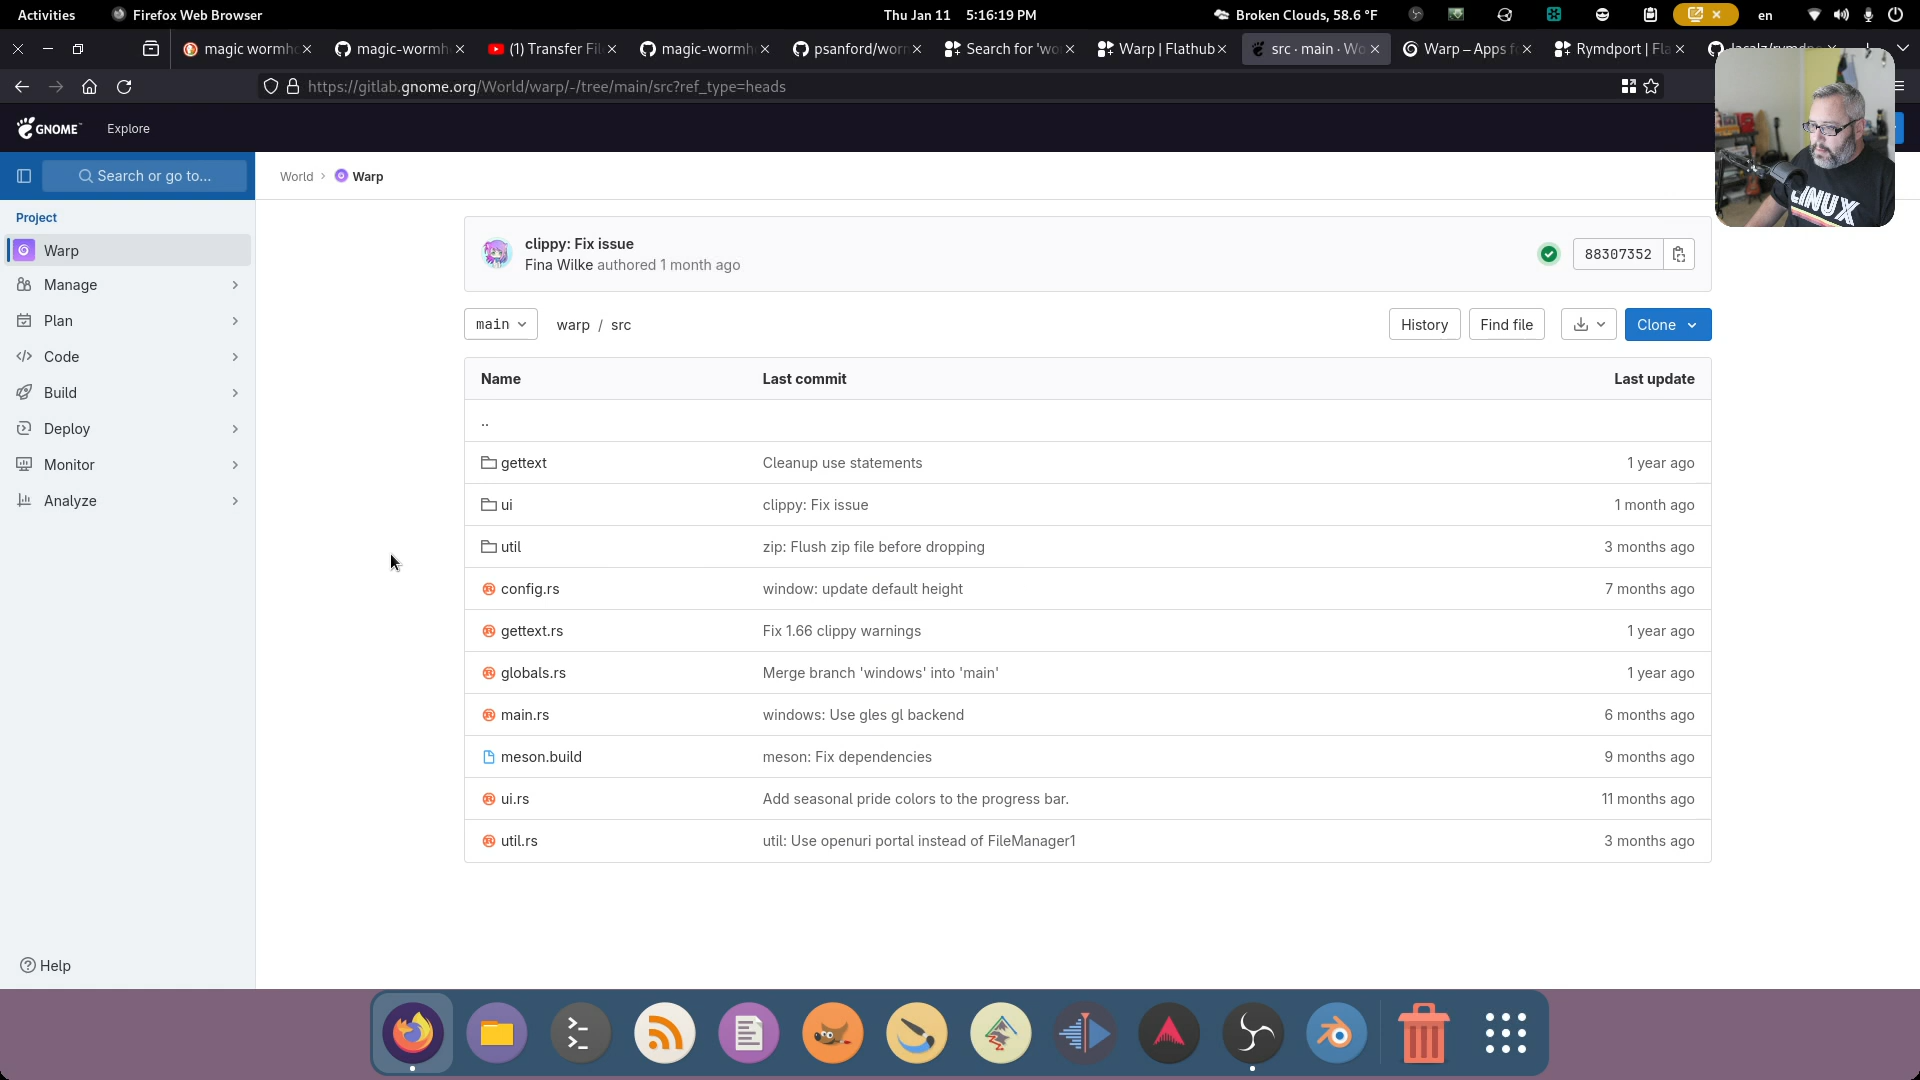 Activities
Firefox Web Browser
Thu Jan 11 5:16:19 PM
Broken Clouds, 58.6 °F
en
magic wormh
magic-wormh
(1) Transfer Fil
magic-wormh
psanford/wor
Search for 'wo
Warp | Flathub
src · main · Wo
Warp – Apps f
Rymdport | Fla
https://gitlab.gnome.org/World/warp/-/tree/main/src?ref_type=heads
GNOME
Explore
Search or go to...
World
Warp
Project
Warp
Manage
Plan
Code
Build
Deploy
Monitor
Analyze
Help
clippy: Fix issue
Fina Wilke authored 1 month ago
88307352
main
warp / src
History
Find file
Clone
Name Last commit Last update
..
gettext Cleanup use statements 1 year ago
ui clippy: Fix issue 1 month ago
util zip: Flush zip file before dropping 3 months ago
config.rs window: update default height 7 months ago
gettext.rs Fix 1.66 clippy warnings 1 year ago
globals.rs Merge branch 'windows' into 'main' 1 year ago
main.rs windows: Use gles gl backend 6 months ago
meson.build meson: Fix dependencies 9 months ago
ui.rs Add seasonal pride colors to the progress bar. 11 months ago
util.rs util: Use openuri portal instead of FileManager1 3 months ago
LINUX